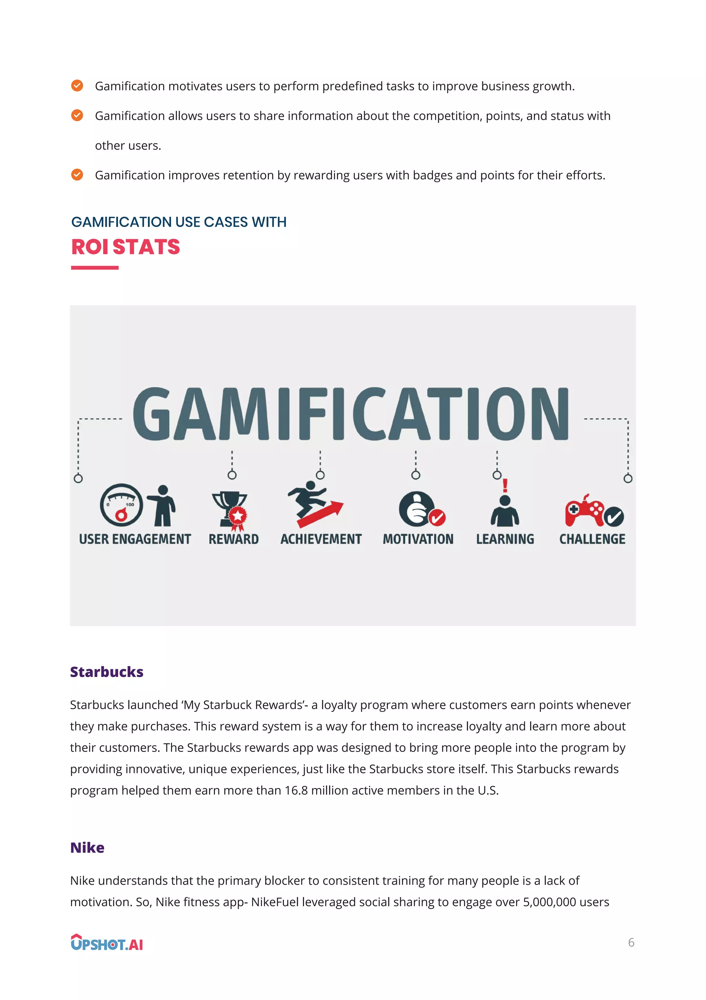 Gamification motivates users to perform predefined tasks to improve business growth.
Gamification allows users to share information about the competition, points, and status with
other users.
Gamification improves retention by rewarding users with badges and points for their efforts.
GAMIFICATION USE CASES WITH
ROI STATS
GAMIFICATION
0 100
!
USER ENGAGEMENT REWARD ACHIEVEMENT MOTIVATION LEARNING CHALLENGE
Starbucks
Starbucks launched ‘My Starbuck Rewards’- a loyalty program where customers earn points whenever
they make purchases. This reward system is a way for them to increase loyalty and learn more about
their customers. The Starbucks rewards app was designed to bring more people into the program by
providing innovative, unique experiences, just like the Starbucks store itself. This Starbucks rewards
program helped them earn more than 16.8 million active members in the U.S.
Nike
Nike understands that the primary blocker to consistent training for many people is a lack of
motivation. So, Nike fitness app- NikeFuel leveraged social sharing to engage over 5,000,000 users
UPSHOT.AI
6